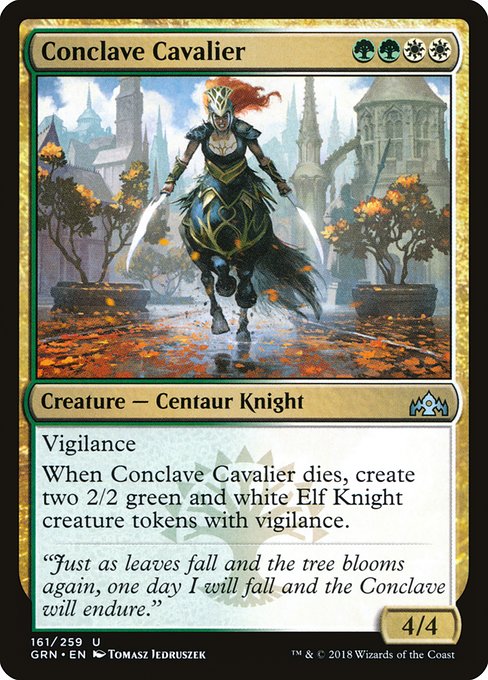 Conclave Cavalier
Creature — Centaur Knight
Vigilance
When Conclave Cavalier dies, create
two 2/2 green and white Elf Knight
creature tokens with vigilance.
“Just as leaves fall and the tree blooms
again, one day I will fall and the Conclave
will endure.”
4/4
161/259 U
GRN • EN Tomasz Jedruszek
™ & © 2018 Wizards of the Coast